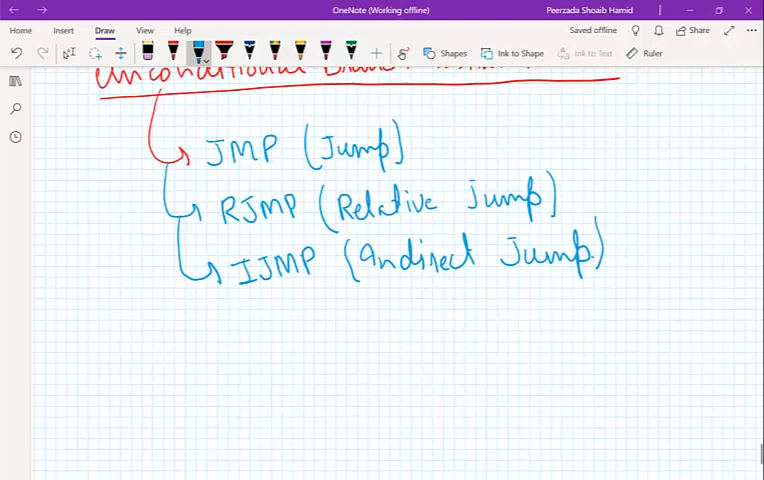 OneNote (Working offline)
Peerzada Shoaib Hamid
Home Insert Draw View Help
Saved offline Share
Shapes Ink to Shape Ink to Text Ruler
Unconditional
JMP (Jump)
RJMP (Relative Jump)
IJMP (Indirect Jump)